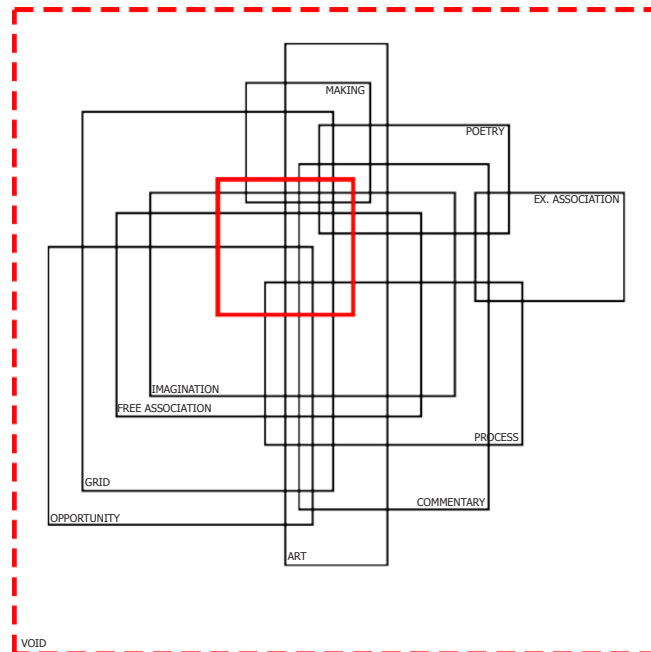 MAKING
POETRY
EX. ASSOCIATION
IMAGINATION
FREE ASSOCIATION
PROCESS
GRID
COMMENTARY
OPPORTUNITY
ART
VOID